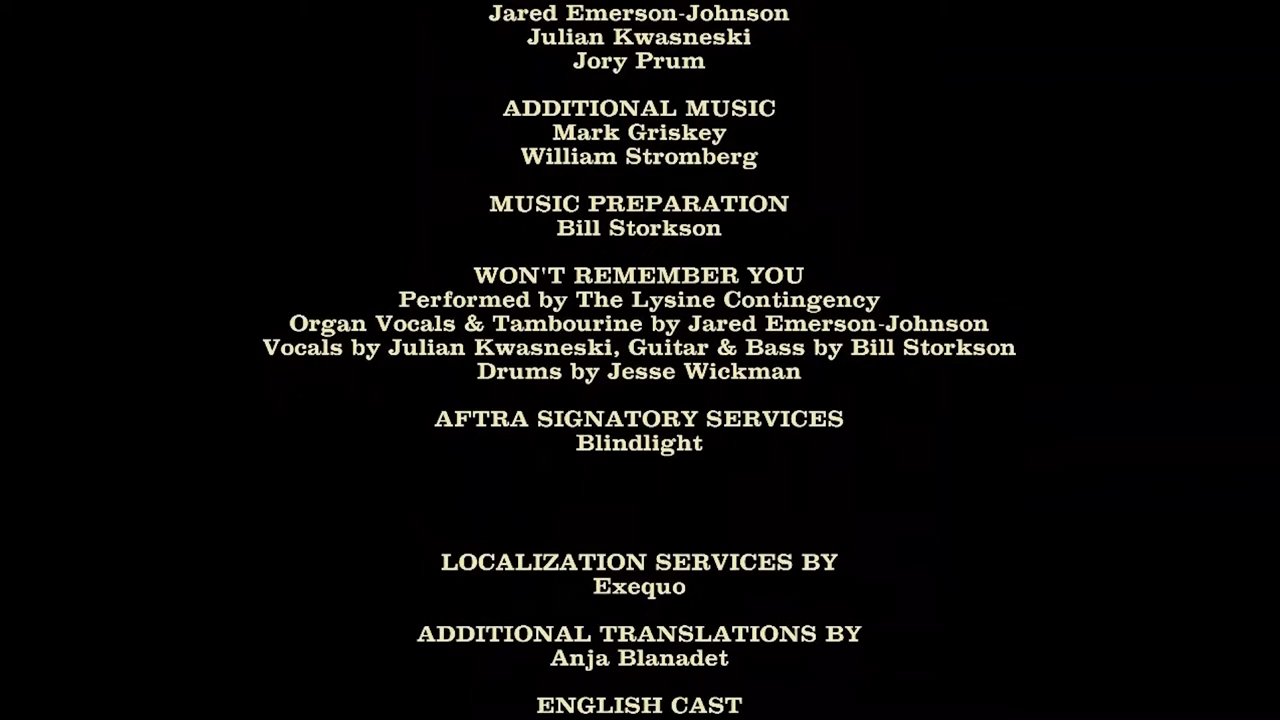 Jared Emerson-Johnson
Julian Kwasneski
Jory Prum
ADDITIONAL MUSIC
Mark Griskey
William Stromberg
MUSIC PREPARATION
Bill Storkson
WON'T REMEMBER YOU
Performed by The Lysine Contingency
Organ Vocals & Tambourine by Jared Emerson-Johnson
Vocals by Julian Kwasneski, Guitar & Bass by Bill Storkson
Drums by Jesse Wickman
AFTRA SIGNATORY SERVICES
Blindlight
LOCALIZATION SERVICES BY
Exequo
ADDITIONAL TRANSLATIONS BY
Anja Blanadet
ENGLISH CAST